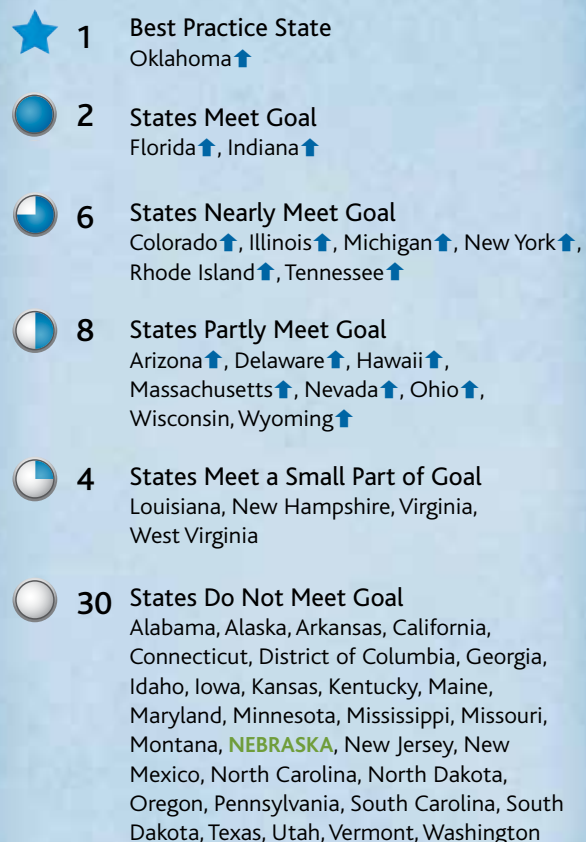 1 Best Practice State
Oklahoma⬆
2 States Meet Goal
Florida⬆, Indiana⬆
6 States Nearly Meet Goal
Colorado⬆, Illinois⬆, Michigan⬆, New York⬆,
Rhode Island⬆, Tennessee⬆
8 States Partly Meet Goal
Arizona⬆, Delaware⬆, Hawaii⬆,
Massachusetts⬆, Nevada⬆, Ohio⬆,
Wisconsin, Wyoming⬆
4 States Meet a Small Part of Goal
Louisiana, New Hampshire, Virginia,
West Virginia
30 States Do Not Meet Goal
Alabama, Alaska, Arkansas, California,
Connecticut, District of Columbia, Georgia,
Idaho, Iowa, Kansas, Kentucky, Maine,
Maryland, Minnesota, Mississippi, Missouri,
Montana, NEBRASKA, New Jersey, New
Mexico, North Carolina, North Dakota,
Oregon, Pennsylvania, South Carolina, South
Dakota, Texas, Utah, Vermont, Washington